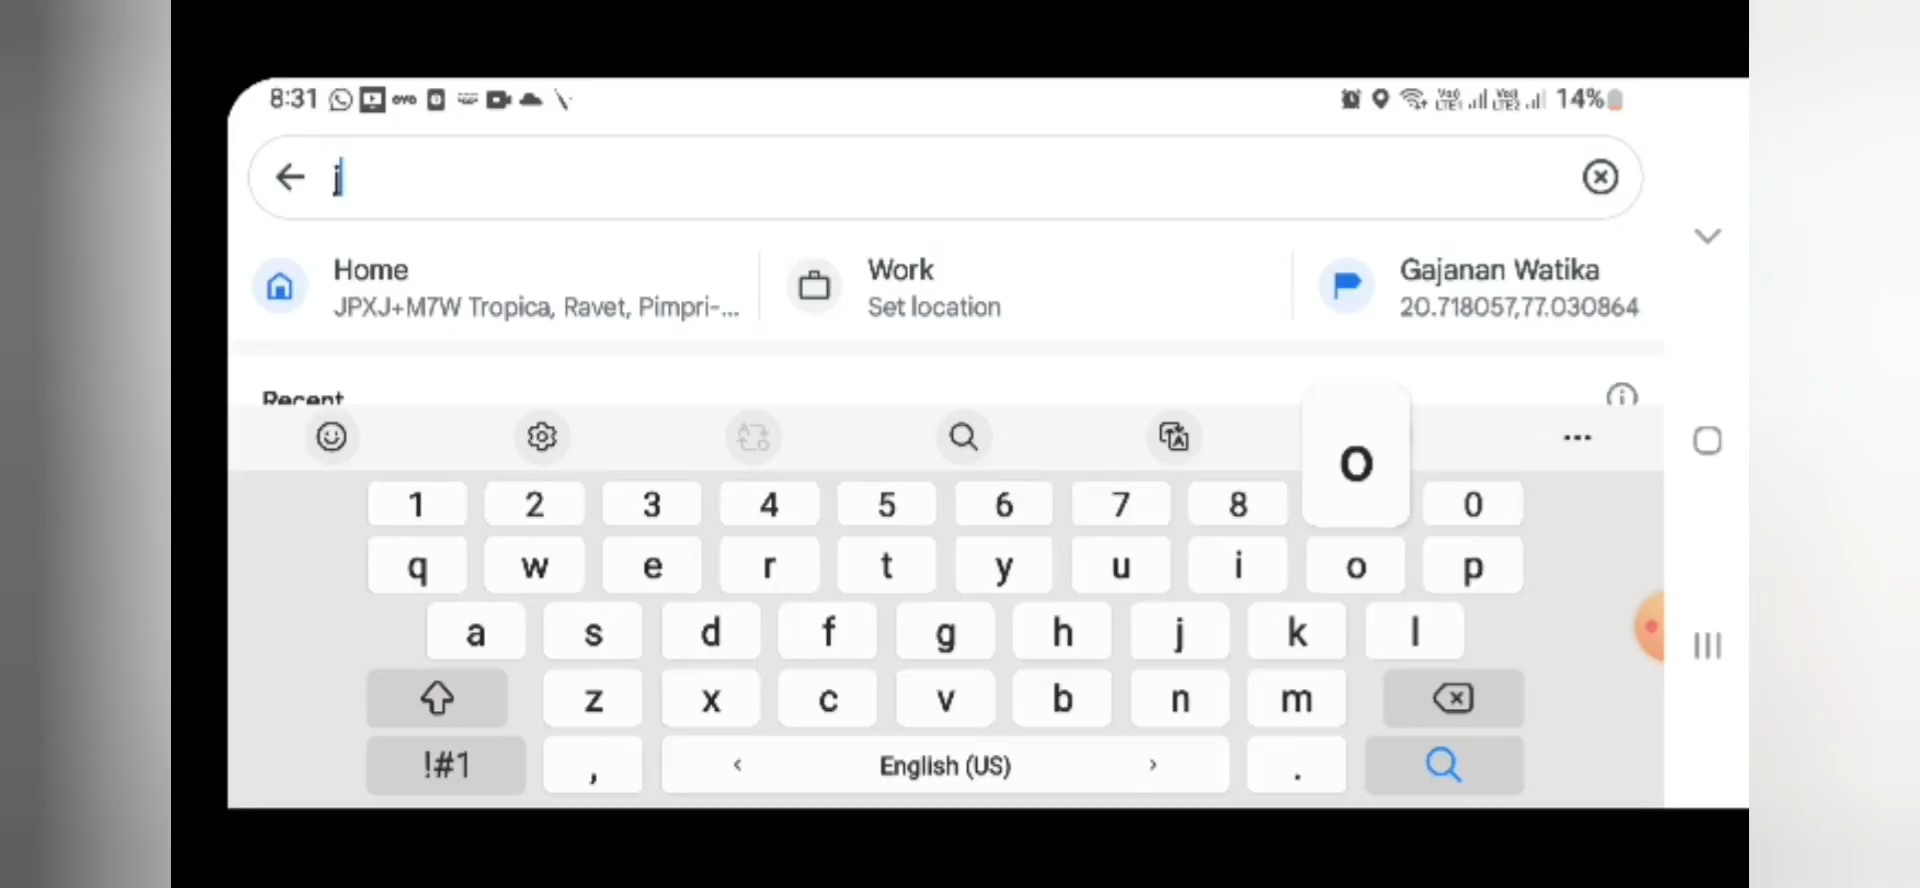 8:31 14%
j
Home Work Gajanan Watika
JPXJ+M7W Tropica, Ravet, Pimpri-... Set location 20.718057,77.030864
Recent
o
1 2 3 4 5 6 7 8 0
q w e r t y u i o p
a s d f g h j k l
z x c v b n m
!#1 , < English (US) > .